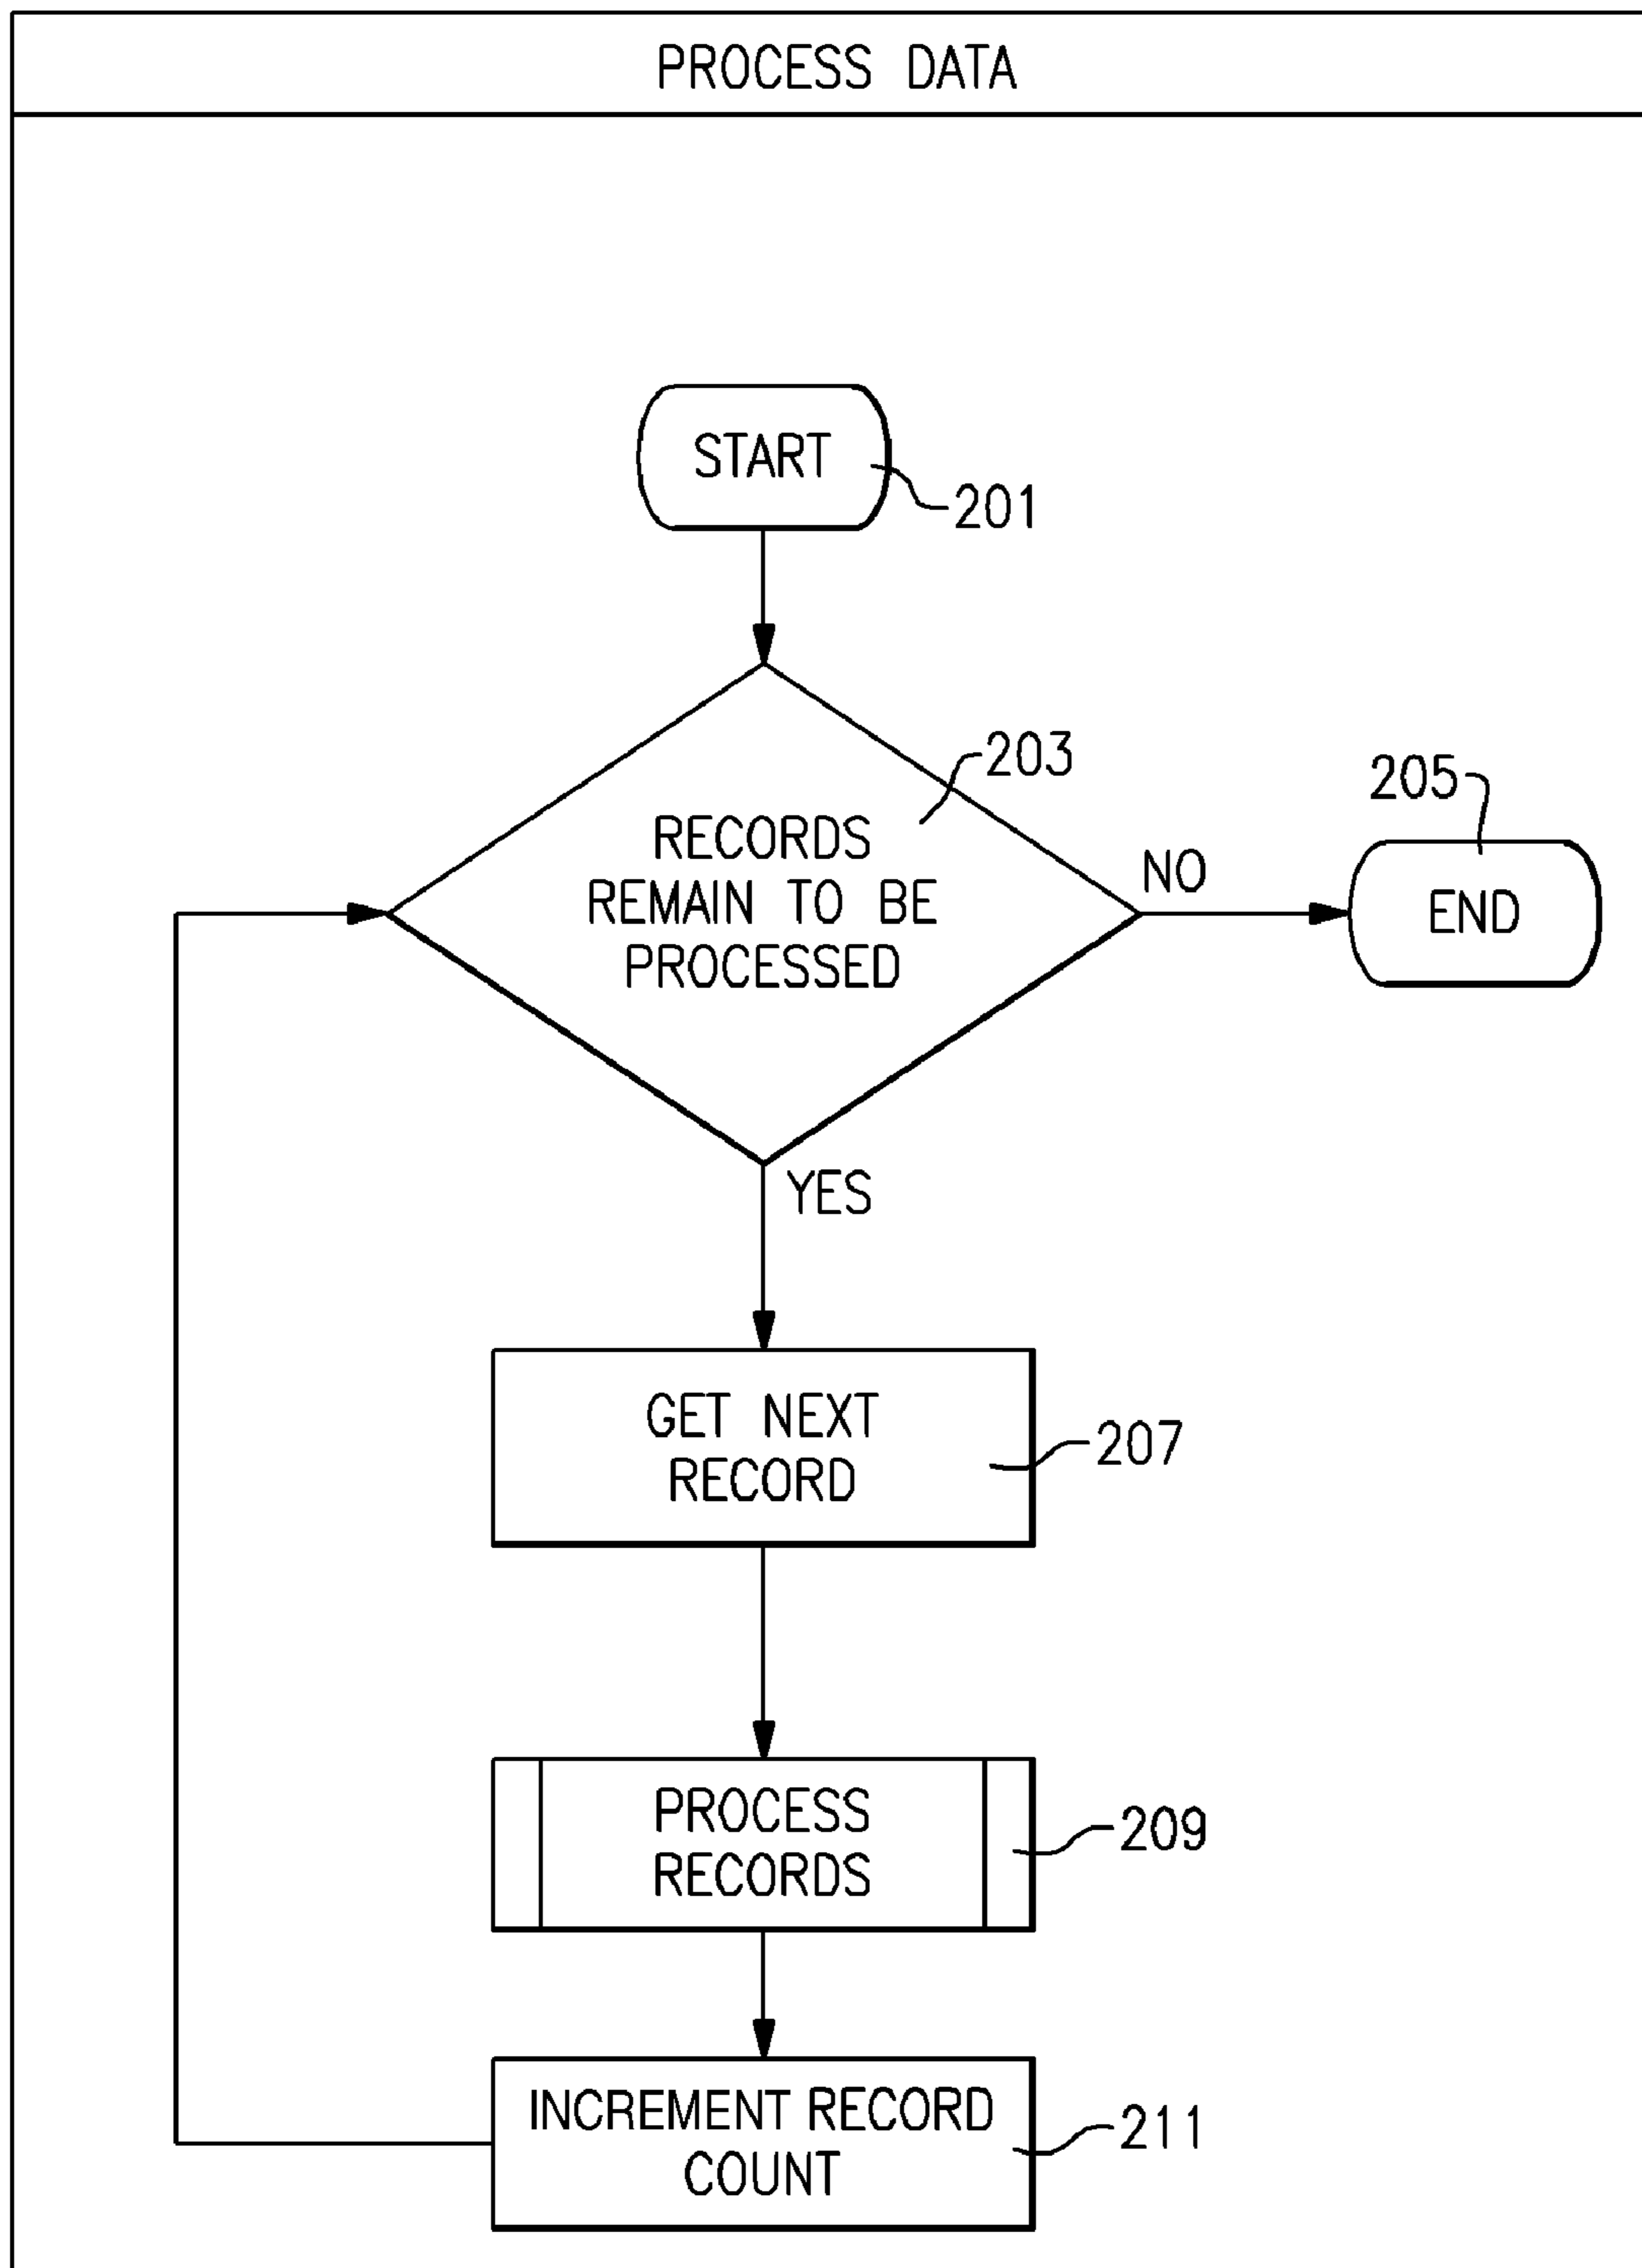 PROCESS DATA
START
201
203
RECORDS
REMAIN TO BE
PROCESSED
NO
205
END
YES
GET NEXT
RECORD
207
PROCESS
RECORDS
209
INCREMENT RECORD
COUNT
211